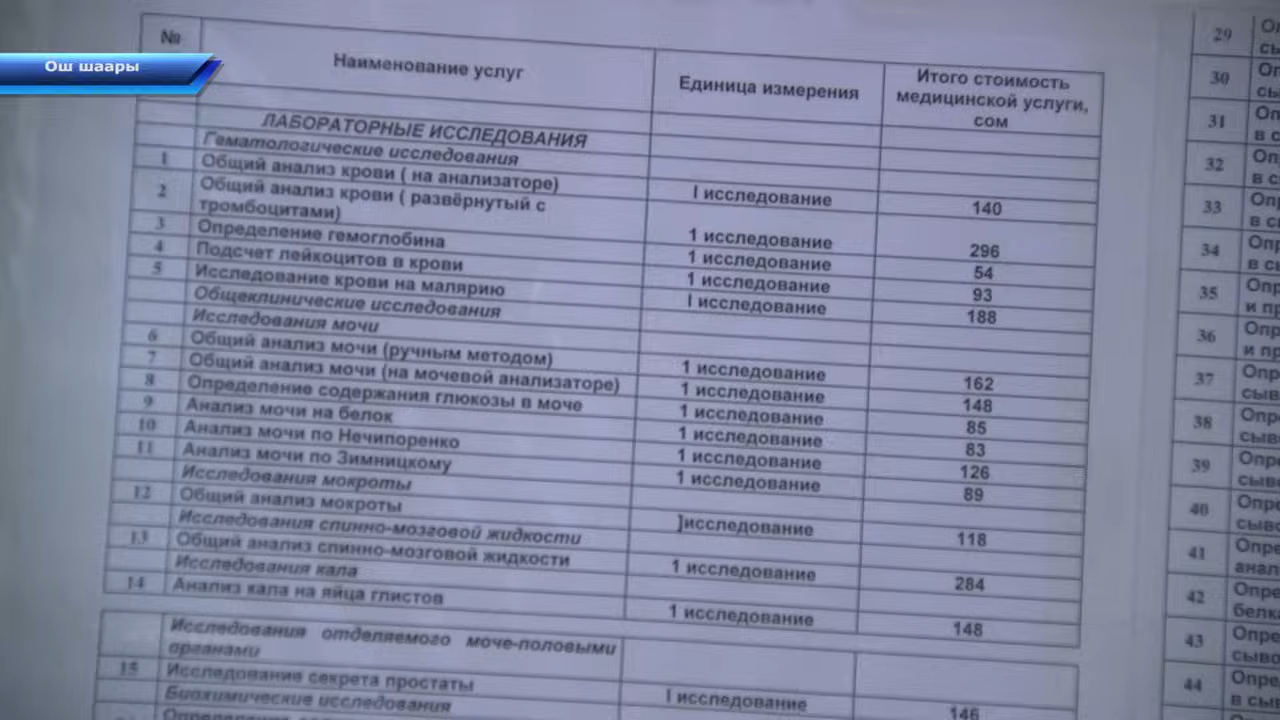 Ош шаары
№ Наименование услуг Единица измерения Итого стоимость
медицинской услуги,
сом
ЛАБОРАТОРНЫЕ ИССЛЕДОВАНИЯ
Гематологические исследования
1 Общий анализ крови ( на анализаторе) I исследование 140
2 Общий анализ крови ( развёрнутый с
тромбоцитами) 1 исследование 296
3 Определение гемоглобина 1 исследование 54
4 Подсчет лейкоцитов в крови 1 исследование 93
5 Исследование крови на малярию I исследование 188
Общеклинические исследования
Исследования мочи
6 Общий анализ мочи (ручным методом) 1 исследование 162
7 Общий анализ мочи (на мочевой анализаторе) 1 исследование 148
8 Определение содержания глюкозы в моче 1 исследование 85
9 Анализ мочи на белок 1 исследование 83
10 Анализ мочи по Нечипоренко 1 исследование 126
11 Анализ мочи по Зимницкому 1 исследование 89
Исследования мокроты
12 Общий анализ мокроты ]исследование 118
Исследования спинно-мозговой жидкости
13 Общий анализ спинно-мозговой жидкости 1 исследование 284
Исследования кала
14 Анализ кала на яйца глистов 1 исследование 148
Исследования отделяемого моче-половыми
органами
15 Исследование секрета простаты I исследование 146
Биохимические исследования
29
30
31
в с
32
в с
33
в с
34
в с
35
и п
36
и п
37
38
39
40
41
42
43
44